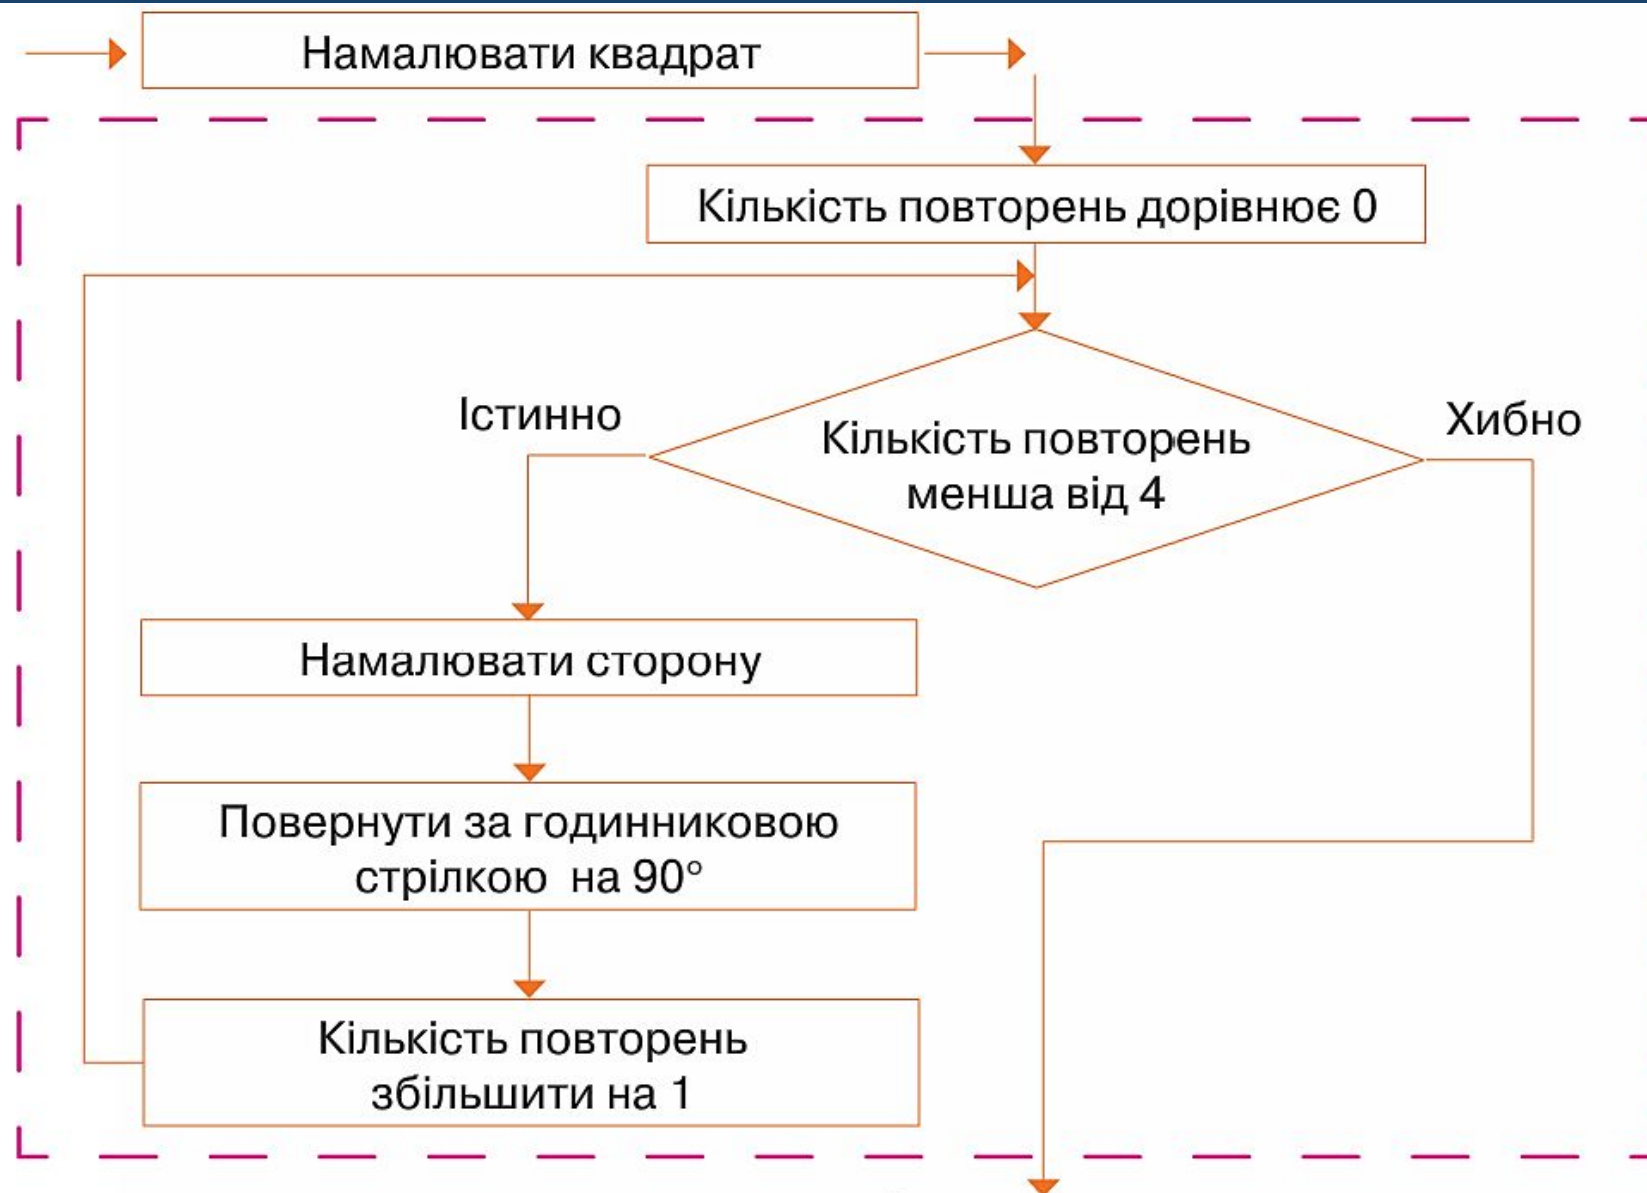 Намалювати квадрат
Кількість повторень дорівнює 0
Істинно
Кількість повторень
менша від 4
Хибно
Намалювати сторону
Повернути за годинниковою
стрілкою на 90°
Кількість повторень
збільшити на 1